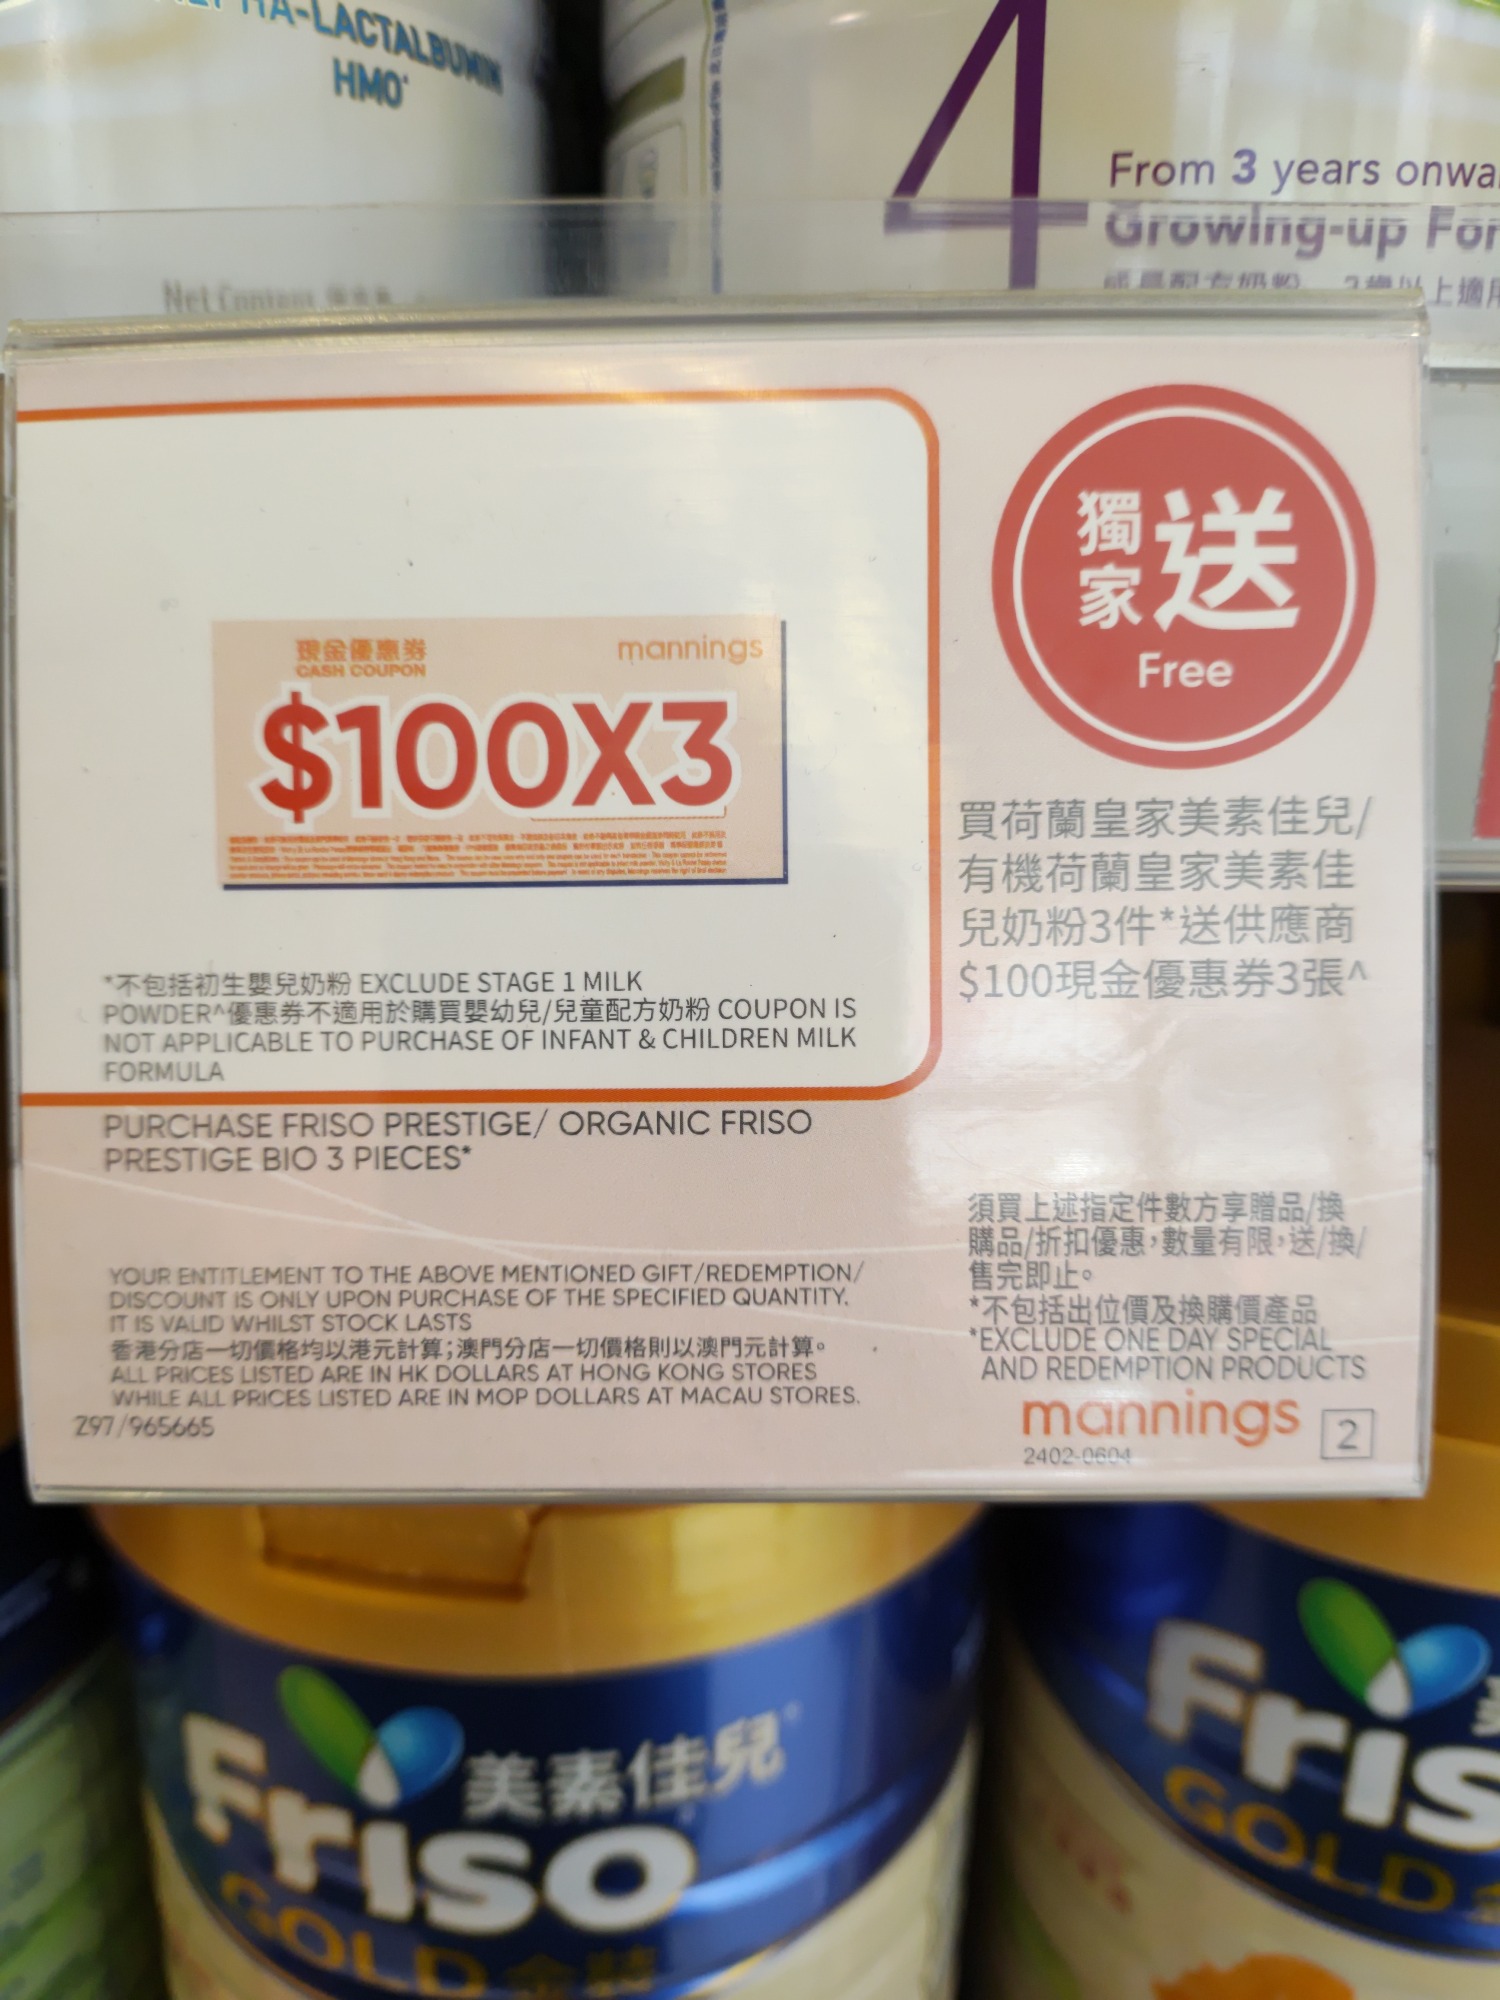 -LACTALBUMIN
HMO
4
From 3 years
Growing-up
Net Content
上適用
獨家送
Free
現金優惠券
CASH COUPON
mannings
$100X3
買荷蘭皇家美素佳兒/
有機荷蘭皇家美素佳
兒奶粉3件*送供應商
$100現金優惠券3張^
*不包括初生嬰兒奶粉 EXCLUDE STAGE 1 MILK
POWDER^優惠券不適用於購買嬰幼兒/兒童配方奶粉 COUPON IS
NOT APPLICABLE TO PURCHASE OF INFANT & CHILDREN MILK
FORMULA
PURCHASE FRISO PRESTIGE/ ORGANIC FRISO
PRESTIGE BIO 3 PIECES*
須買上述指定件數方享贈品/換
購品/折扣優惠，數量有限，送/換/
售完即止。
*不包括出位價及換購價產品
*EXCLUDE ONE DAY SPECIAL
AND REDEMPTION PRODUCTS
YOUR ENTITLEMENT TO THE ABOVE MENTIONED GIFT/REDEMPTION/
DISCOUNT IS ONLY UPON PURCHASE OF THE SPECIFIED QUANTITY.
IT IS VALID WHILST STOCK LASTS
香港分店一切價格均以港元計算；澳門分店一切價格則以澳門元計算。
ALL PRICES LISTED ARE IN HK DOLLARS AT HONG KONG STORES
WHILE ALL PRICES LISTED ARE IN MOP DOLLARS AT MACAU STORES.
Z97/965665
mannings
2
2402-0604
美素佳兒
Friso
GOLD 金裝
Fris
GOLD